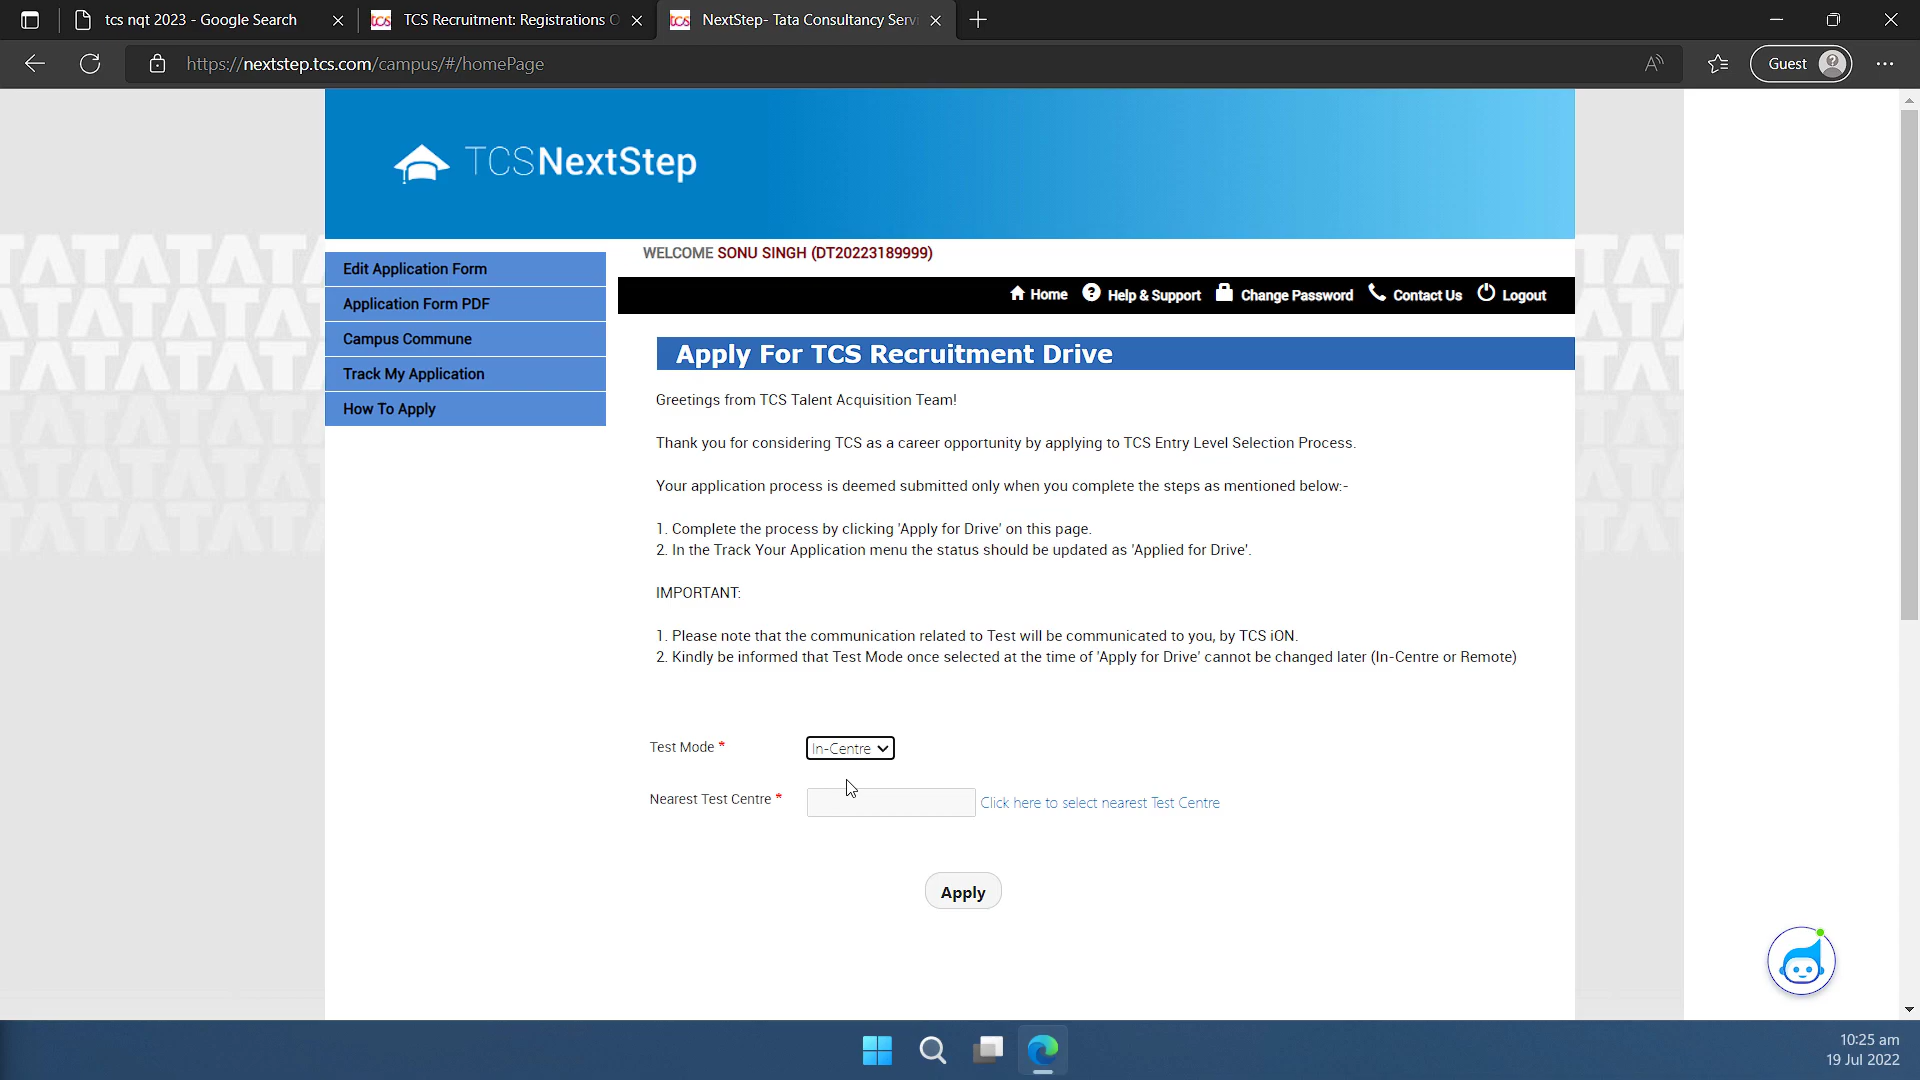 tcs nqt 2023 - Google Search
tcs TCS Recruitment: Registrations O
tcs NextStep- Tata Consultancy Serv
https://nextstep.tcs.com/campus/#/homePage
Guest
TCSNextStep
WELCOME SONU SINGH (DT20223189999)
Home Help & Support Change Password Contact Us Logout
Edit Application Form
Application Form PDF
Campus Commune
Track My Application
How To Apply
Apply For TCS Recruitment Drive
Greetings from TCS Talent Acquisition Team!
Thank you for considering TCS as a career opportunity by applying to TCS Entry Level Selection Process.
Your application process is deemed submitted only when you complete the steps as mentioned below:-
1. Complete the process by clicking 'Apply for Drive' on this page.
2. In the Track Your Application menu the status should be updated as 'Applied for Drive'.
IMPORTANT:
1. Please note that the communication related to Test will be communicated to you, by TCS iON.
2. Kindly be informed that Test Mode once selected at the time of 'Apply for Drive' cannot be changed later (In-Centre or Remote)
Test Mode * In-Centre
Nearest Test Centre * Click here to select nearest Test Centre
Apply
10:25 am
19 Jul 2022